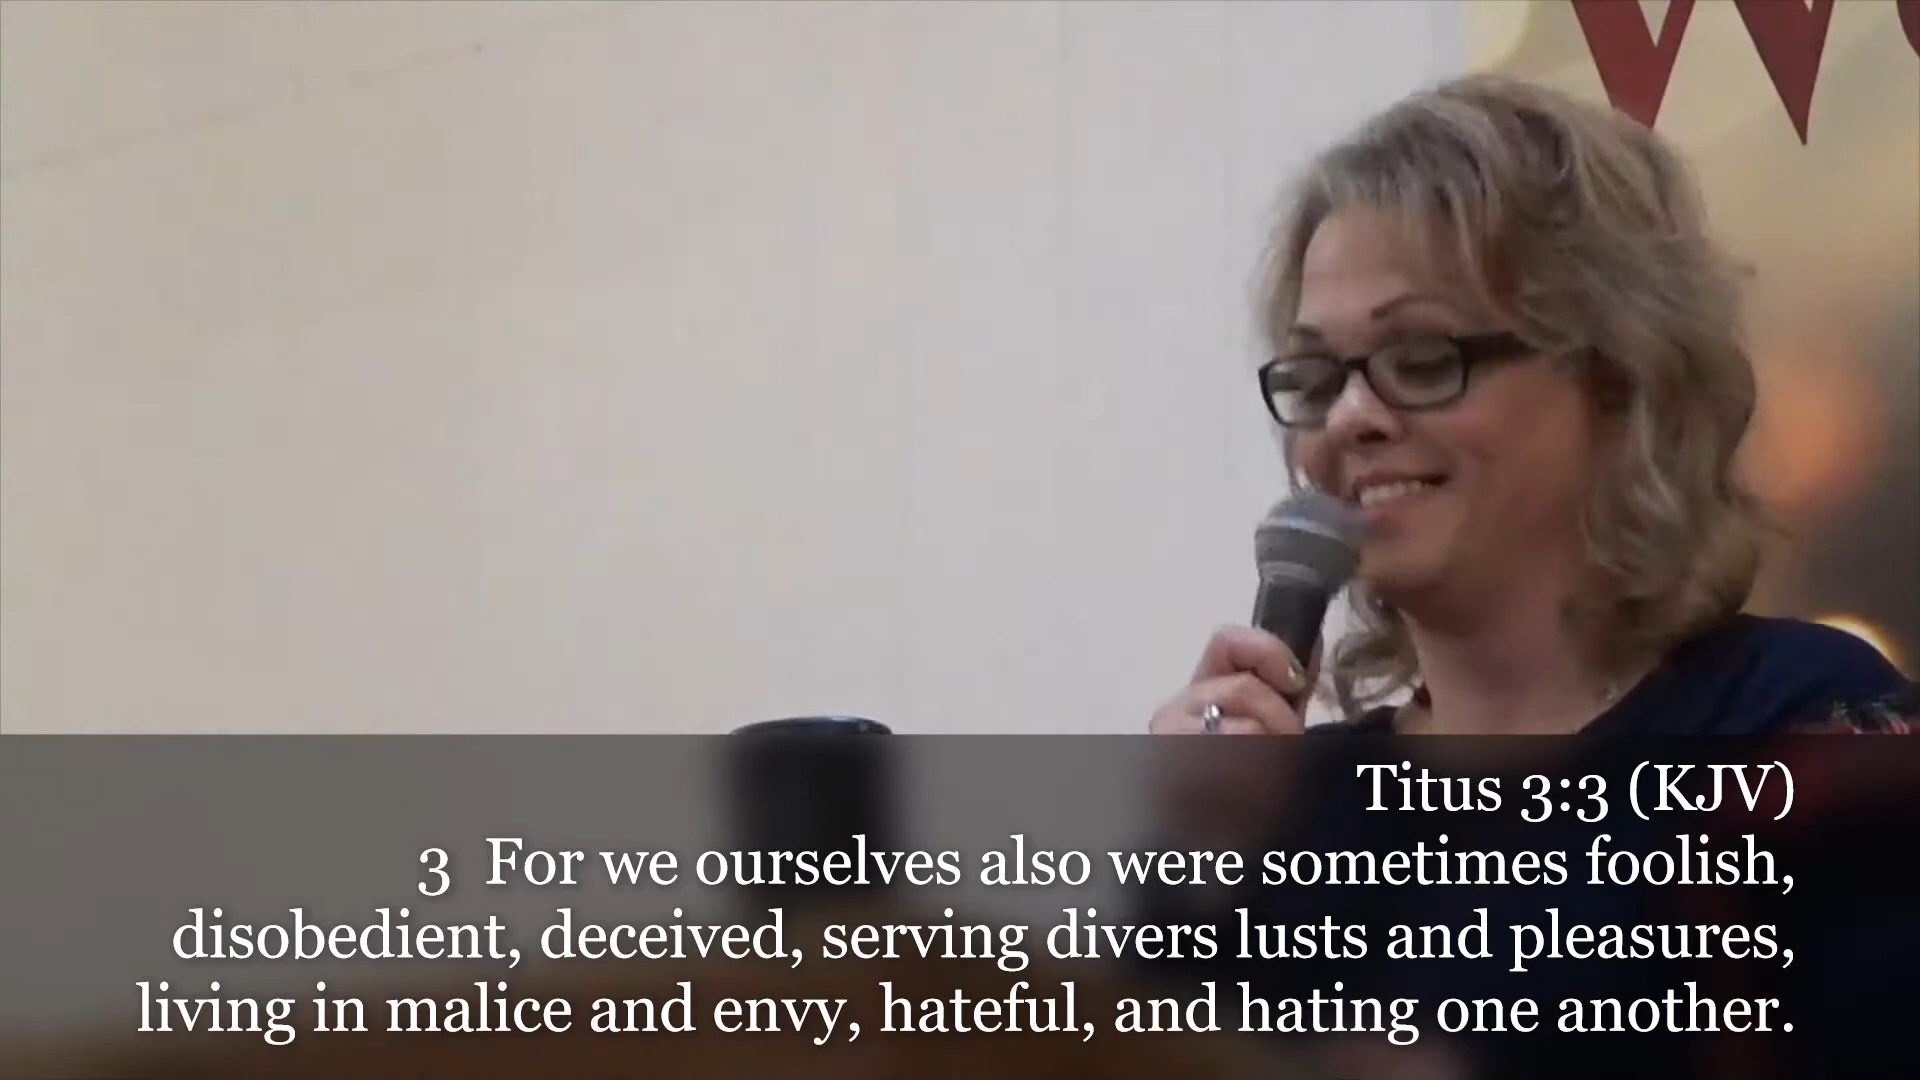 Titus 3:3 (KJV)
3 For we ourselves also were sometimes foolish,
disobedient, deceived, serving divers lusts and pleasures,
living in malice and envy, hateful, and hating one another.